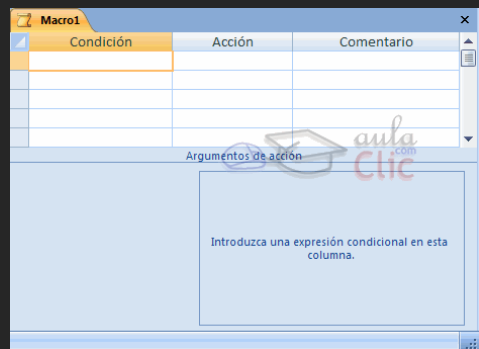 Macro1
Condición Acción Comentario
aula
.com
Clic
Argumentos de acción
Introduzca una expresión condicional en esta
columna.